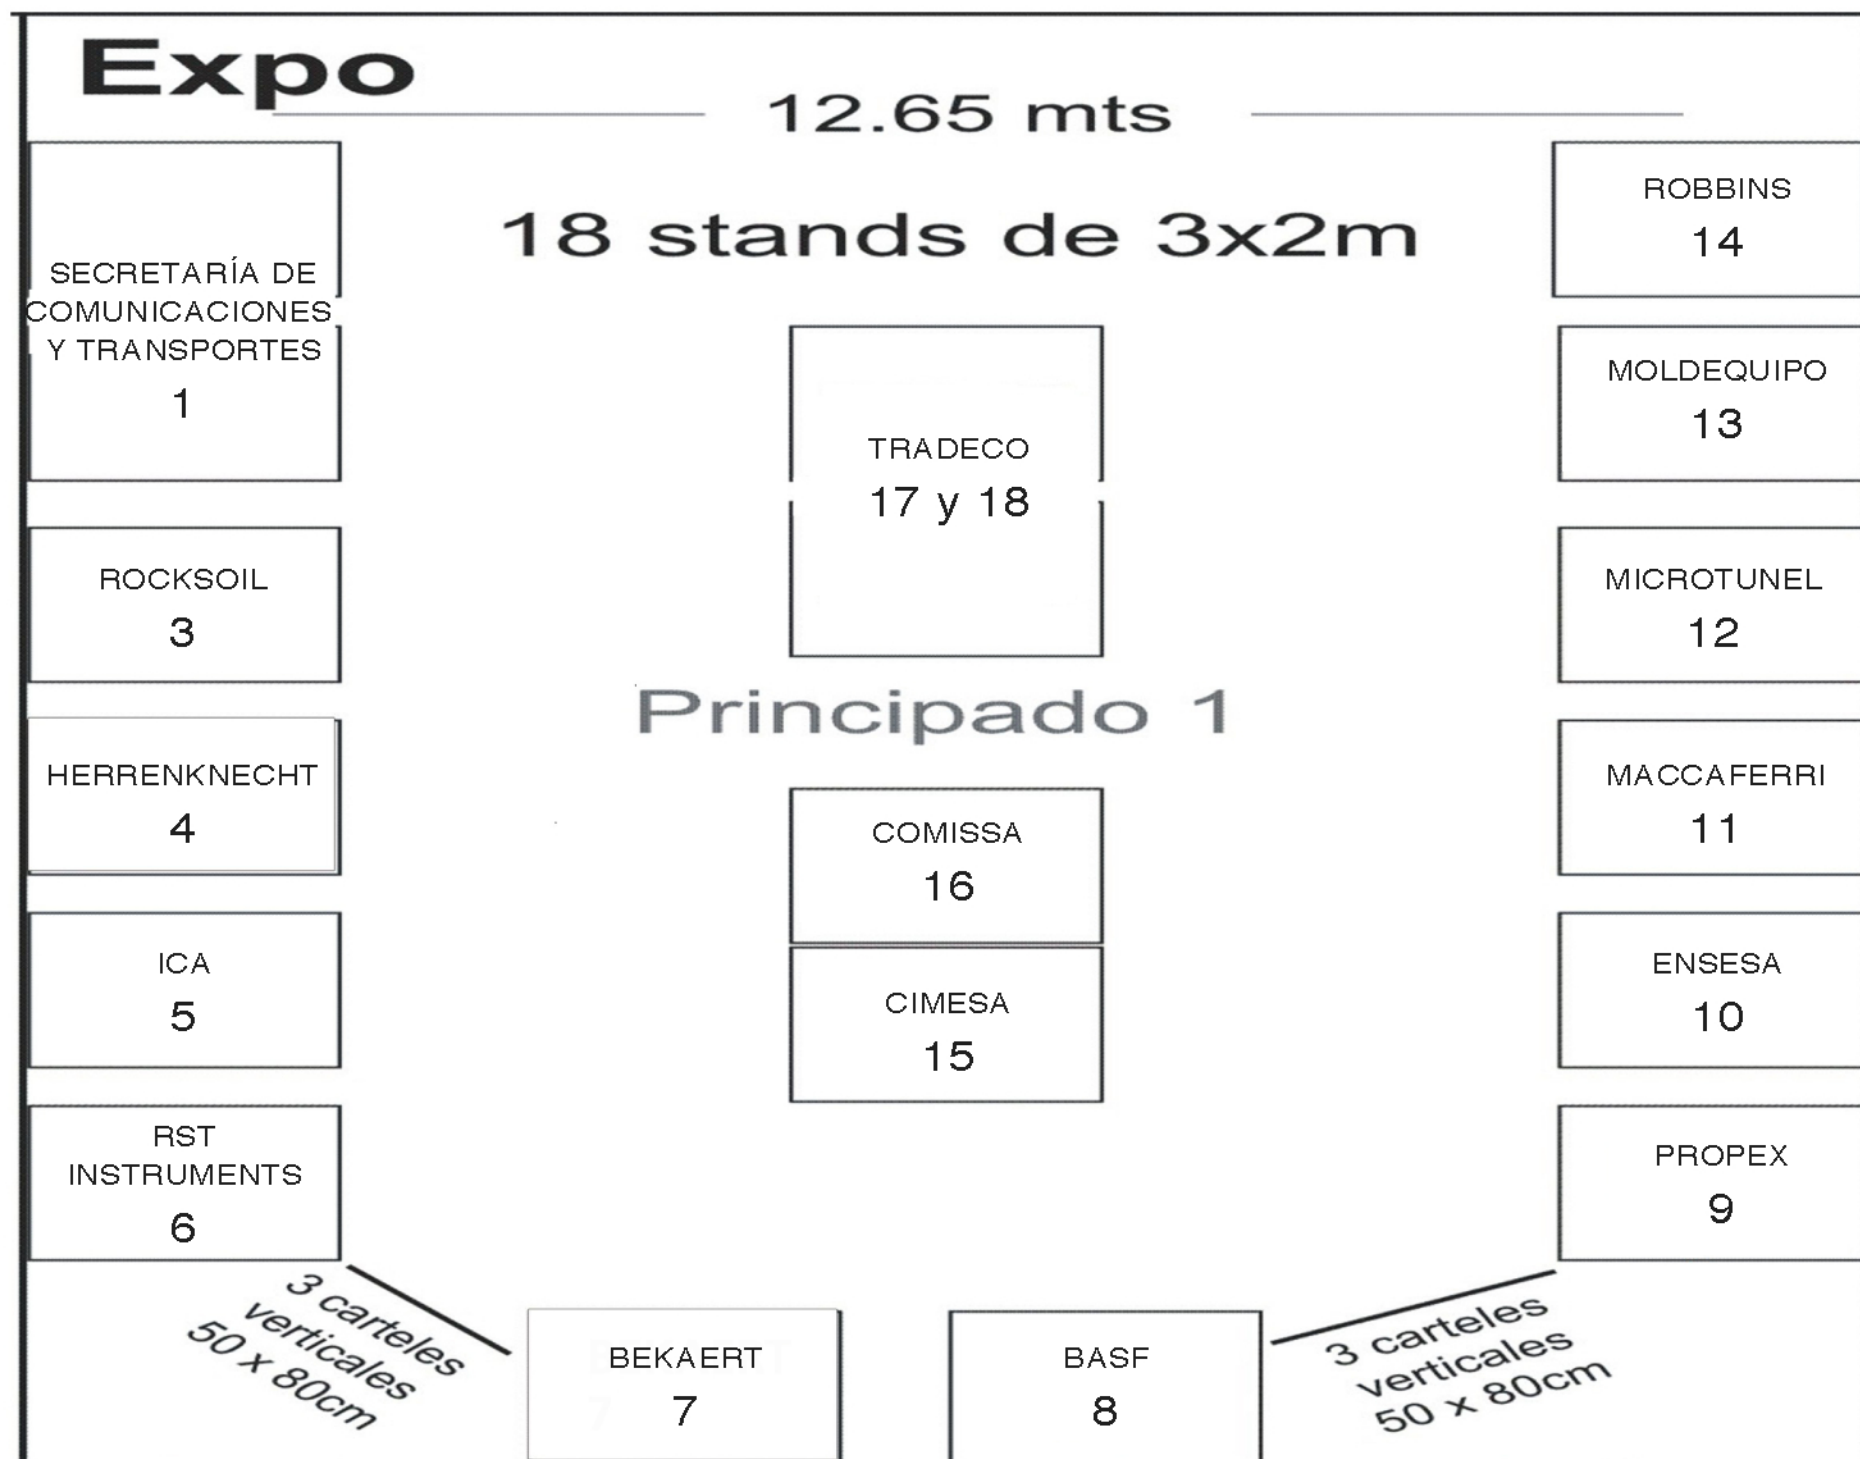 Expo
12.65 mts
18 stands de 3x2m
SECRETARÍA DE
COMUNICACIONES
Y TRANSPORTES
1
ROCKSOIL
3
HERRENKNECHT
4
ICA
5
RST
INSTRUMENTS
6
3 carteles
verticales
50 x 80cm
TRADECO
17 y 18
Principado 1
COMISSA
16
CIMESA
15
BEKAERT
7
BASF
8
ROBBINS
14
MOLDEQUIPO
13
MICROTUNEL
12
MACCAFERRI
11
ENSESA
10
PROPEX
9
3 carteles
verticales
50 x 80cm